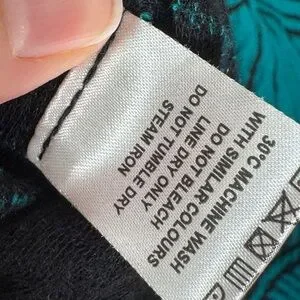 30°C MACHINE WASH
WITH SIMILAR COLOURS
DO NOT BLEACH
LINE DRY ONLY
DO NOT TUMBLE DRY
STEAM IRON